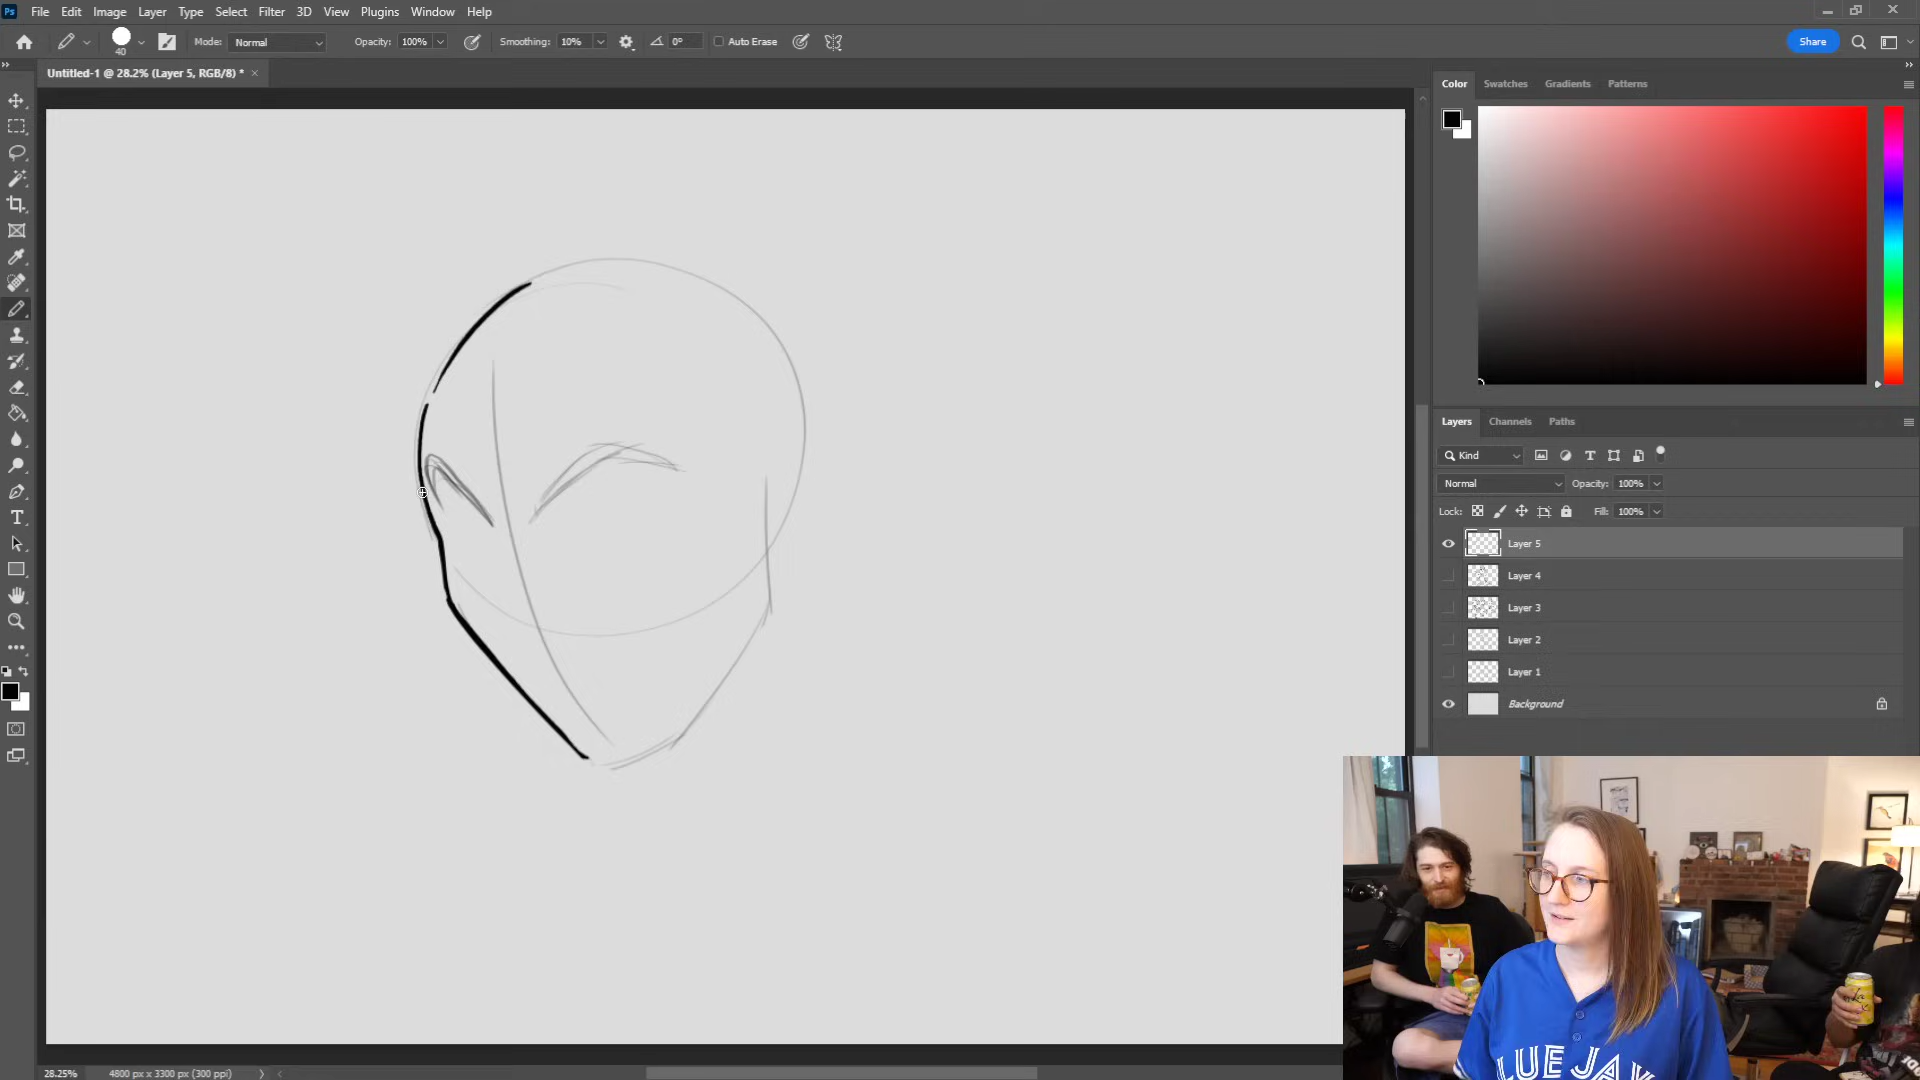 Ps File Edit Image Layer Type Select Filter 3D View Plugins Window Help
40 Mode: Normal Opacity: 100% Smoothing: 10% 0° Auto Erase Share
Untitled-1 @ 28.2% (Layer 5, RGB/8) *
Color Swatches Gradients Patterns
Layers Channels Paths
Kind
Normal Opacity: 100%
Lock: Fill: 100%
Layer 5
Layer 4
Layer 3
Layer 2
Layer 1
Background
LUE JAY
28.25% 4800 px x 3300 px (300 ppi)